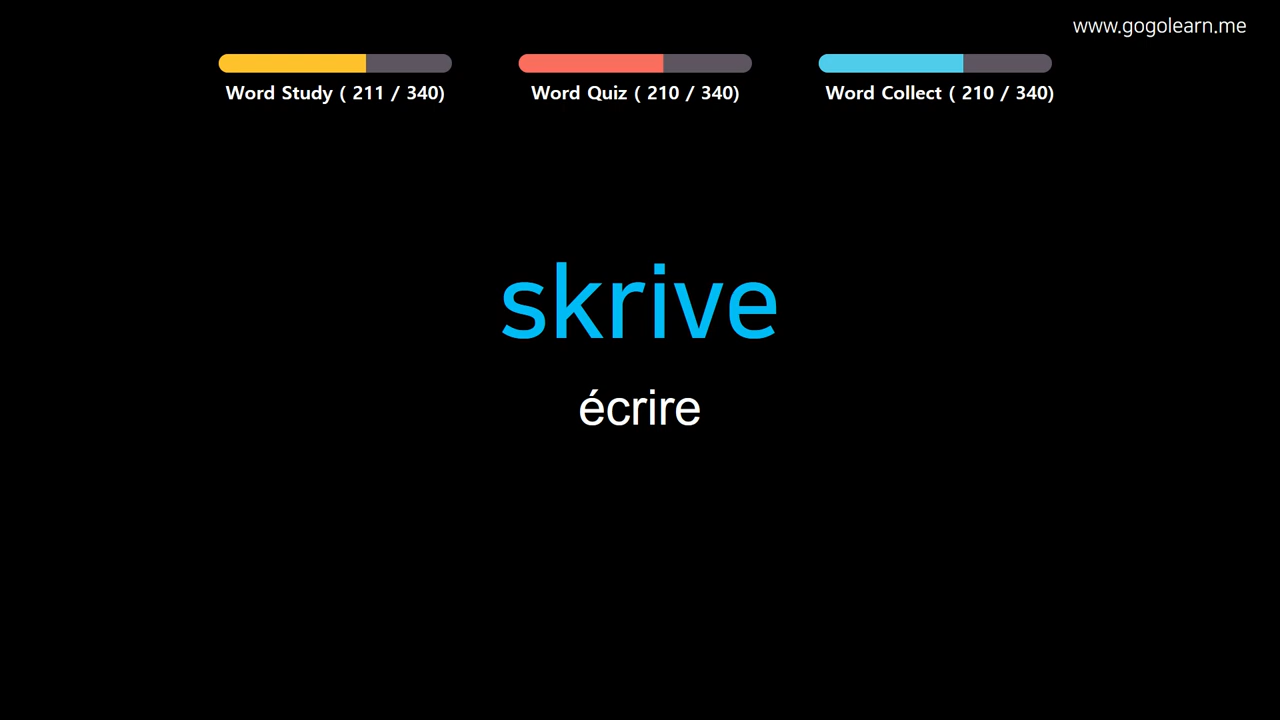 www.gogolearn.me
Word Study ( 211 / 340)
Word Quiz ( 210 / 340)
Word Collect ( 210 / 340)
skrive
écrire